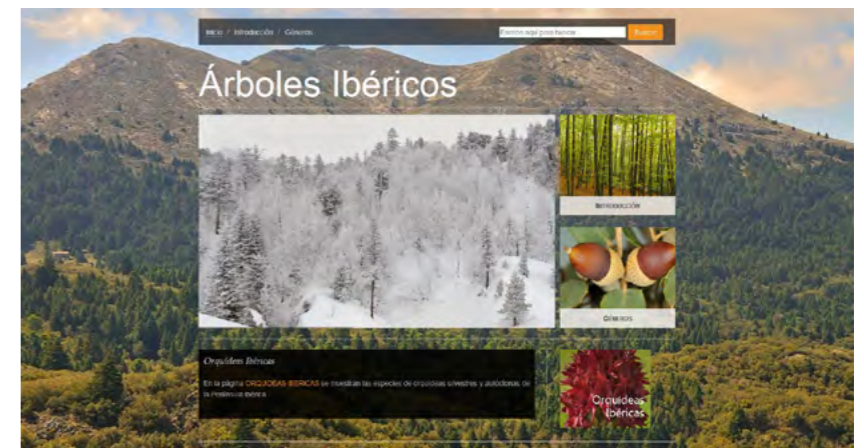 Inicio / Introducción / Géneros
Escribe aquí para buscar
Buscar
Árboles Ibéricos
INTRODUCCIÓN
GÉNEROS
Orquídeas Ibéricas
En la página ORQUIDEAS IBÉRICAS se muestran las especies de orquídeas silvestres y autóctonas de
la Península Ibérica.
Orquídeas
Ibéricas